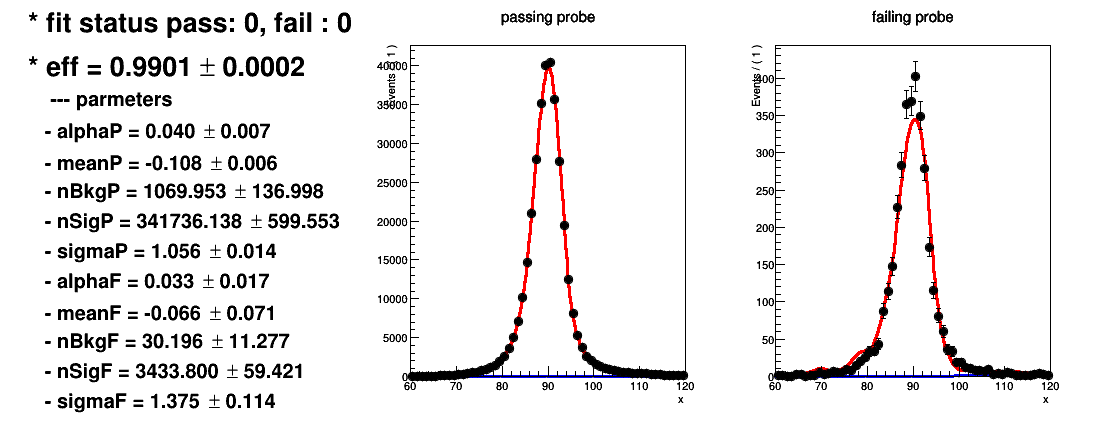 * fit status pass: 0, fail : 0
* eff = 0.9901 ± 0.0002
--- parmeters
- alphaP = 0.040 ± 0.007
- meanP = -0.108 ± 0.006
- nBkgP = 1069.953 ± 136.998
- nSigP = 341736.138 ± 599.553
- sigmaP = 1.056 ± 0.014
- alphaF = 0.033 ± 0.017
- meanF = -0.066 ± 0.071
- nBkgF = 30.196 ± 11.277
- nSigF = 3433.800 ± 59.421
- sigmaF = 1.375 ± 0.114
passing probe
Events / ( 1 )
40000
35000
30000
25000
20000
15000
10000
5000
0
60 70 80 90 100 110 120
x
failing probe
Events / ( 1 )
400
350
300
250
200
150
100
50
0
60 70 80 90 100 110 120
x